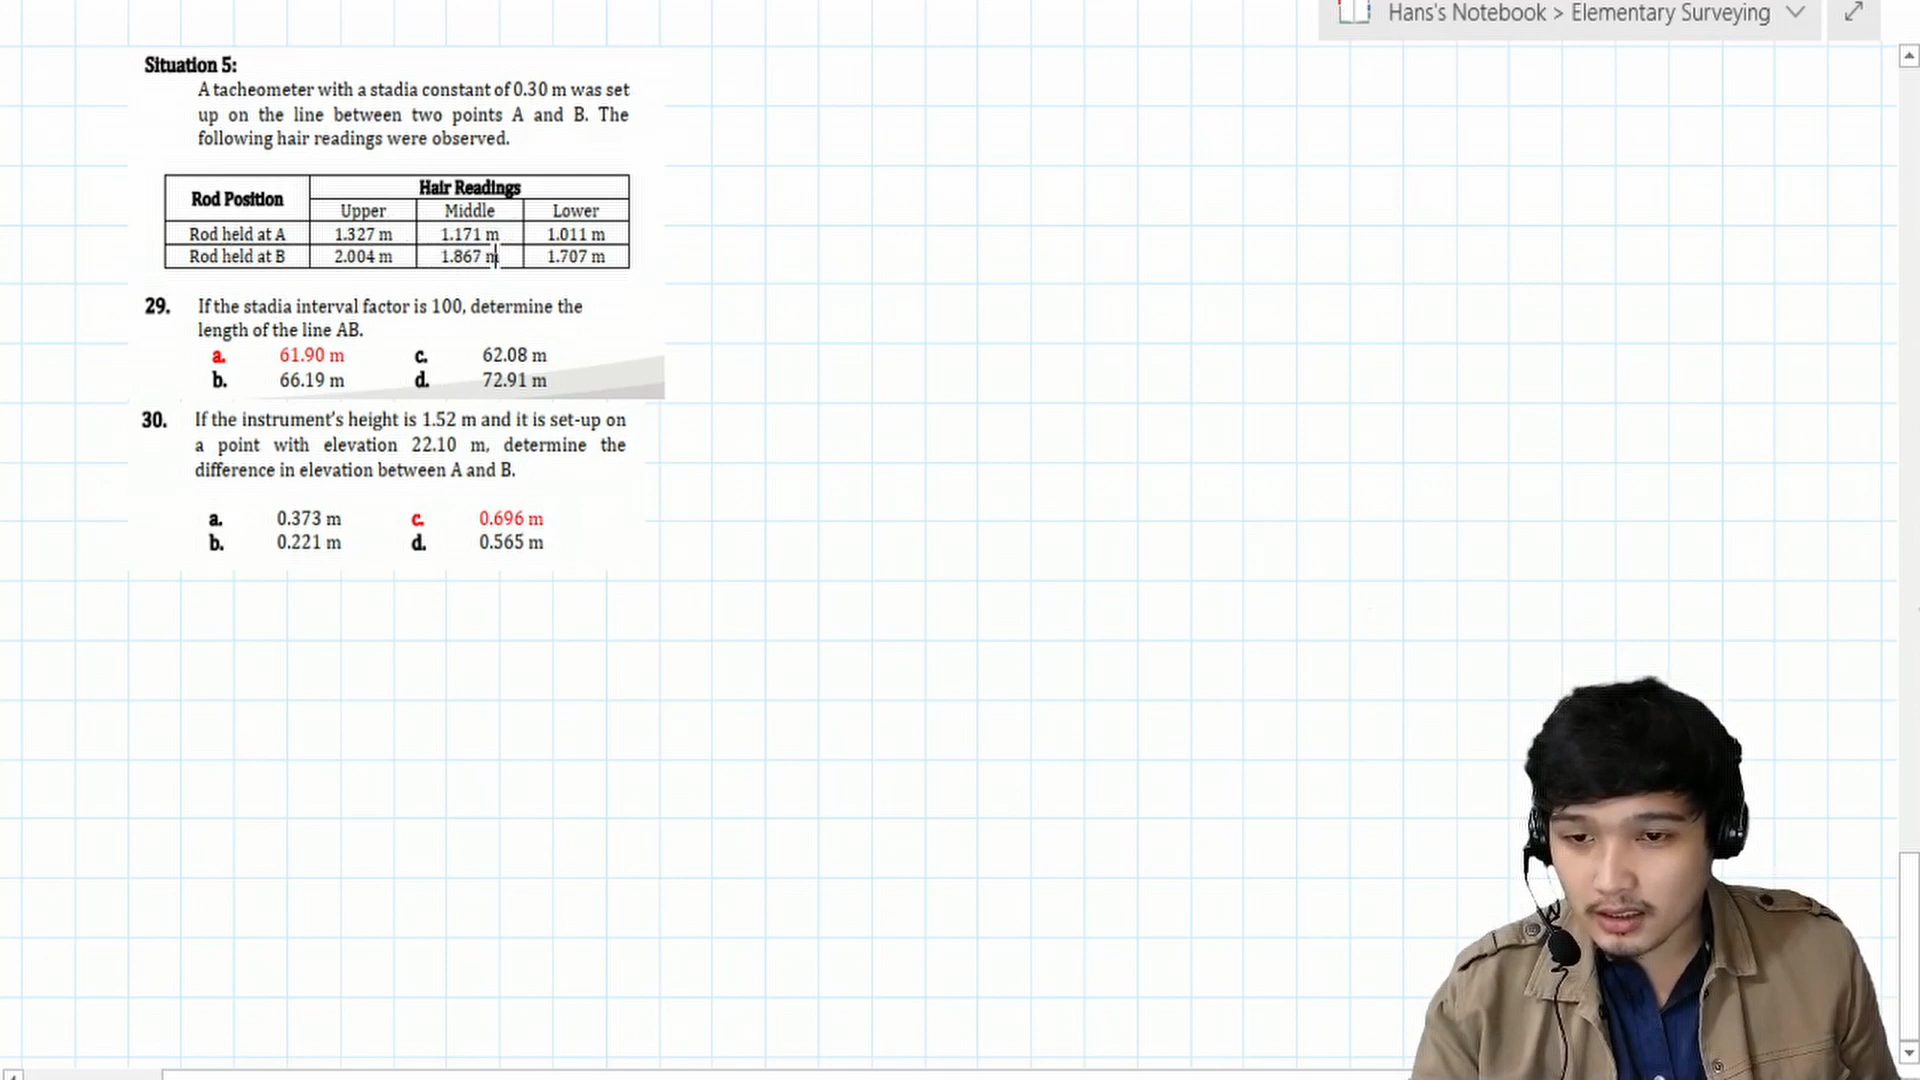 Hans's Notebook > Elementary Surveying
Situation 5:
A tacheometer with a stadia constant of 0.30 m was set
up on the line between two points A and B. The
following hair readings were observed.
Rod Position Hair Readings
Upper Middle Lower
Rod held at A 1.327 m 1.171 m 1.011 m
Rod held at B 2.004 m 1.867 m 1.707 m
29. If the stadia interval factor is 100, determine the
length of the line AB.
a. 61.90 m c. 62.08 m
b. 66.19 m d. 72.91 m
30. If the instrument's height is 1.52 m and it is set-up on
a point with elevation 22.10 m, determine the
difference in elevation between A and B.
a. 0.373 m c. 0.696 m
b. 0.221 m d. 0.565 m